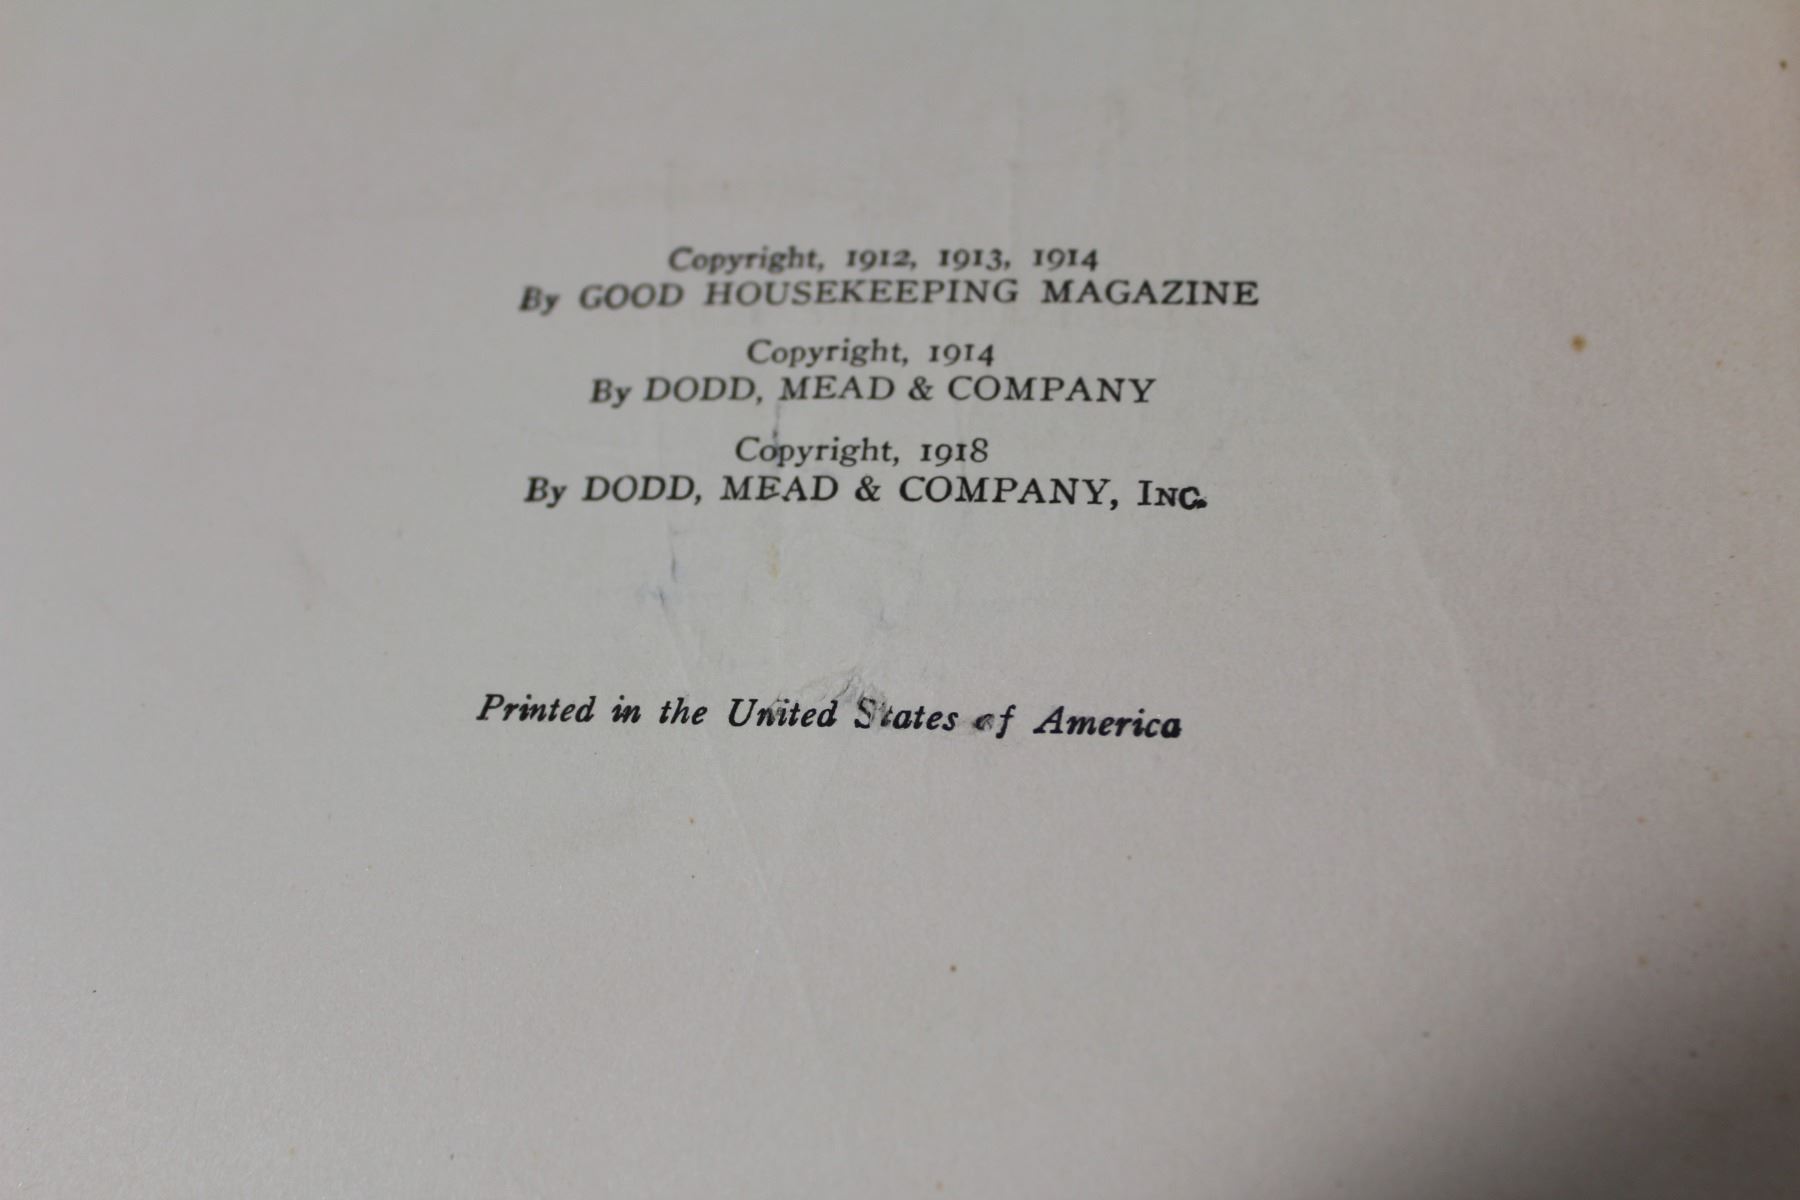 Copyright, 1912, 1913, 1914
By GOOD HOUSEKEEPING MAGAZINE
Copyright, 1914
By DODD, MEAD & COMPANY
Copyright, 1918
By DODD, MEAD & COMPANY, INC.
Printed in the United States of America